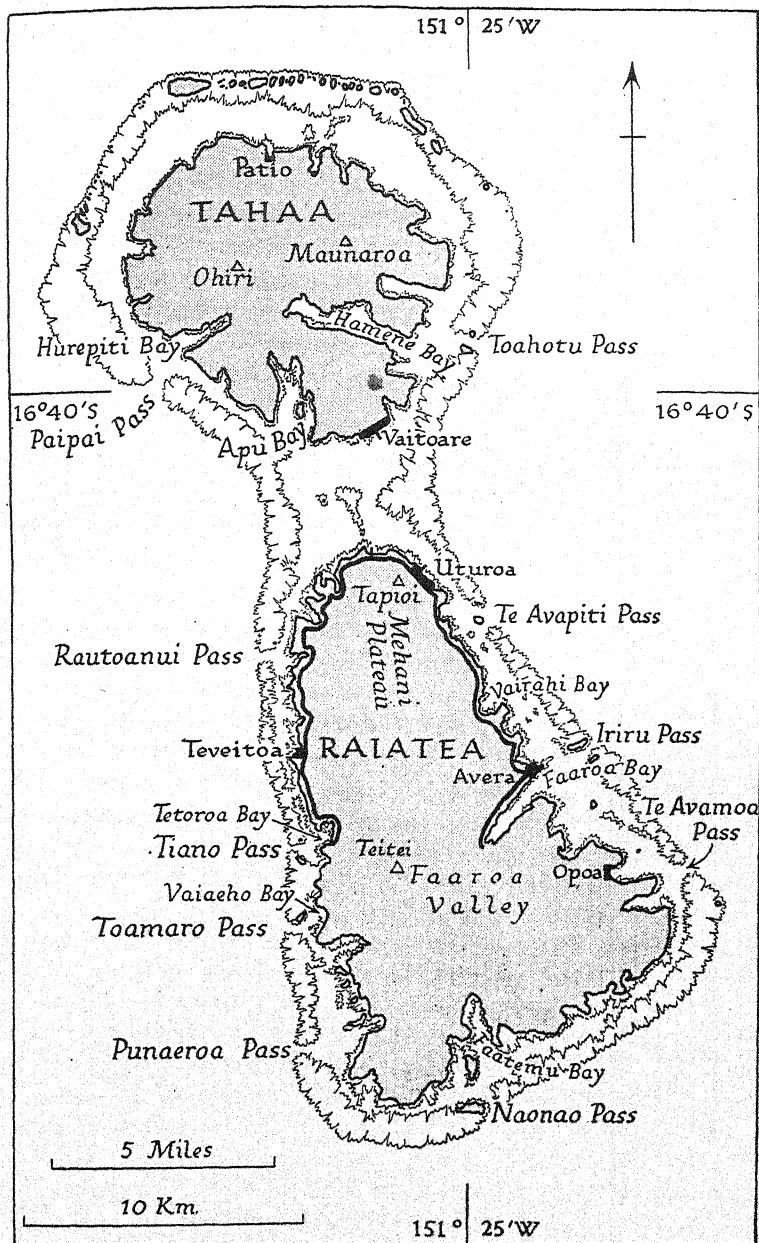 151° 25'W
Patio
TAHAA
Maunaroa
Ohiri
Hamene Bay
Hurepiti Bay
Toahotu Pass
16°40'S
16°40'S
Paipai Pass
Apu Bay
Vaitoare
Uturoa
Tapioi
Te Avapiti Pass
Mehani
Plateau
Rautoanui Pass
Vairahi Bay
Iriru Pass
Teveitoa
RAIATEA
Avera
Faaroa Bay
Te Avamoa
Pass
Tetoroa Bay
Tiano Pass
Teitei
Opoa
Faaroa
Valley
Vaiaeho Bay
Toamaro Pass
Punaeroa Pass
Faatemu Bay
Naonao Pass
5 Miles
10 Km
151° 25'W